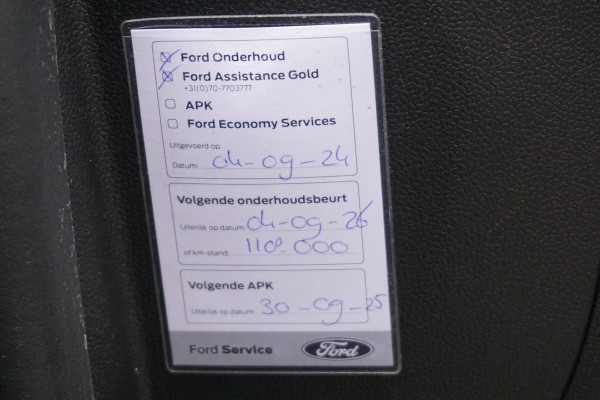 Ford Onderhoud
Ford Assistance Gold
+31(0)70-7703777
APK
Ford Economy Services
Uitgevoerd op
Datum: 04-09-24
Volgende onderhoudsbeurt
Uiterlijk op datum: 04-09-26
of km-stand: 110.000
Volgende APK
Uiterlijk op datum: 30-09-25
Ford Service Ford